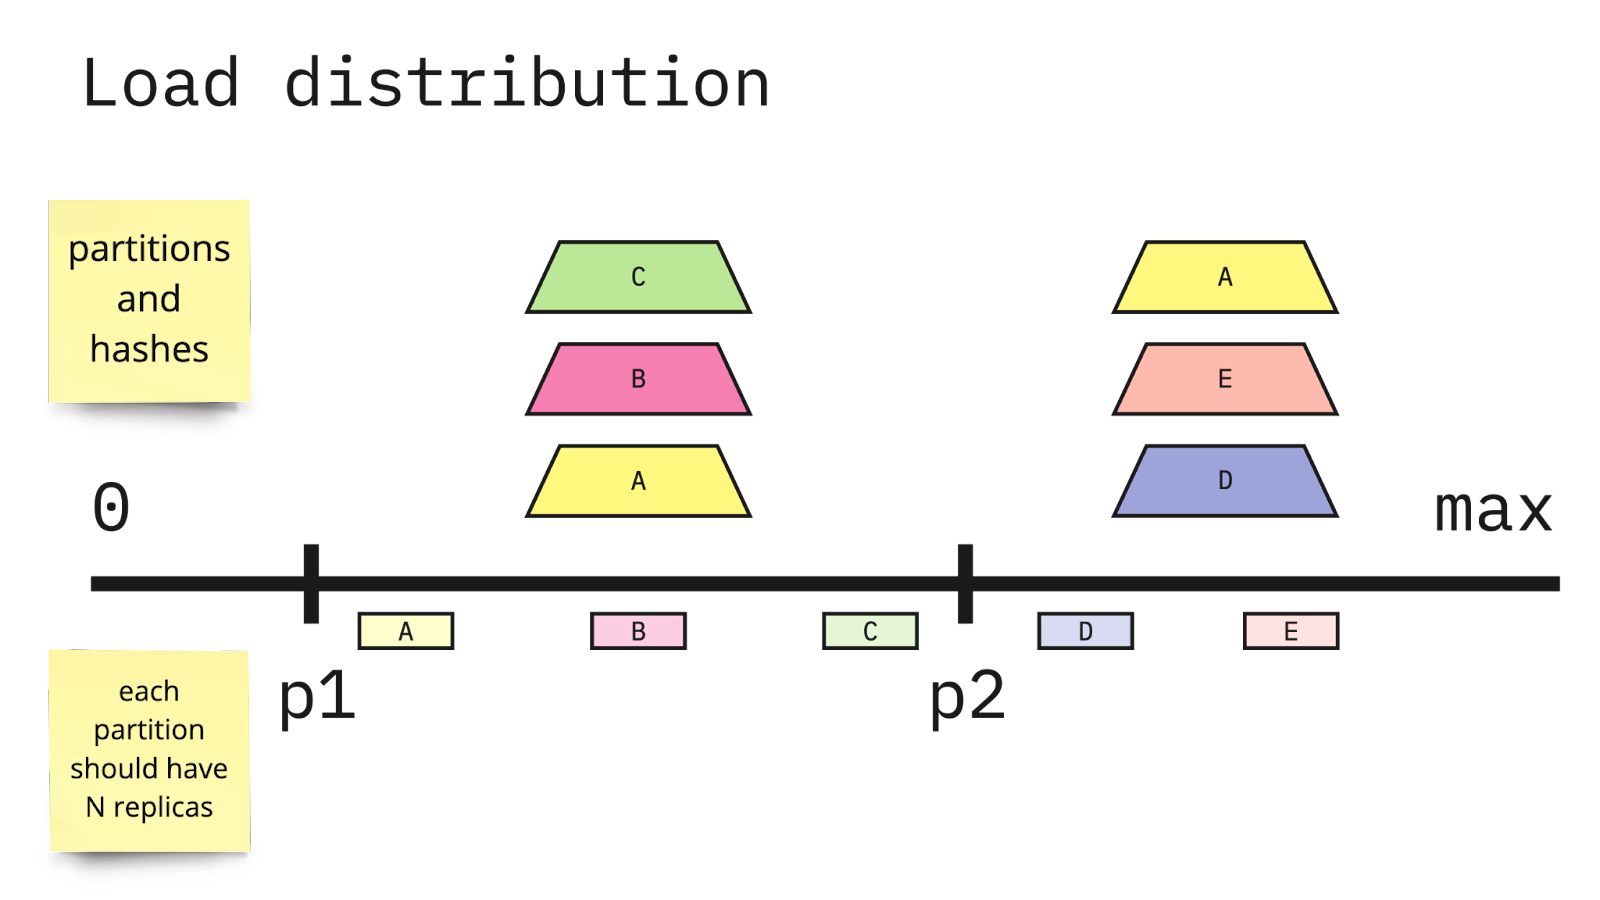 Load distribution
partitions
and
hashes
C
A
B
E
A
D
0
max
A
B
C
D
E
p1
p2
each
partition
should have
N replicas